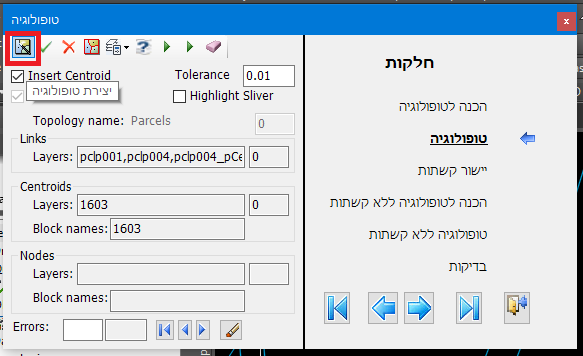 טופולוגיה
x
Insert Centroid
Tolerance 0.01
יצירת טופולוגיה
Highlight Sliver
Topology name: Parcels 0
Links
Layers: pclp001,pclp004,pclp004_pCe 0
Centroids
Layers: 1603 0
Block names: 1603
Nodes
Layers:
Block names:
Errors:
חלקות
הכנה לטופולוגיה
טופולוגיה
יישור קשתות
הכנה לטופולוגיה ללא קשתות
טופולוגיה ללא קשתות
בדיקות